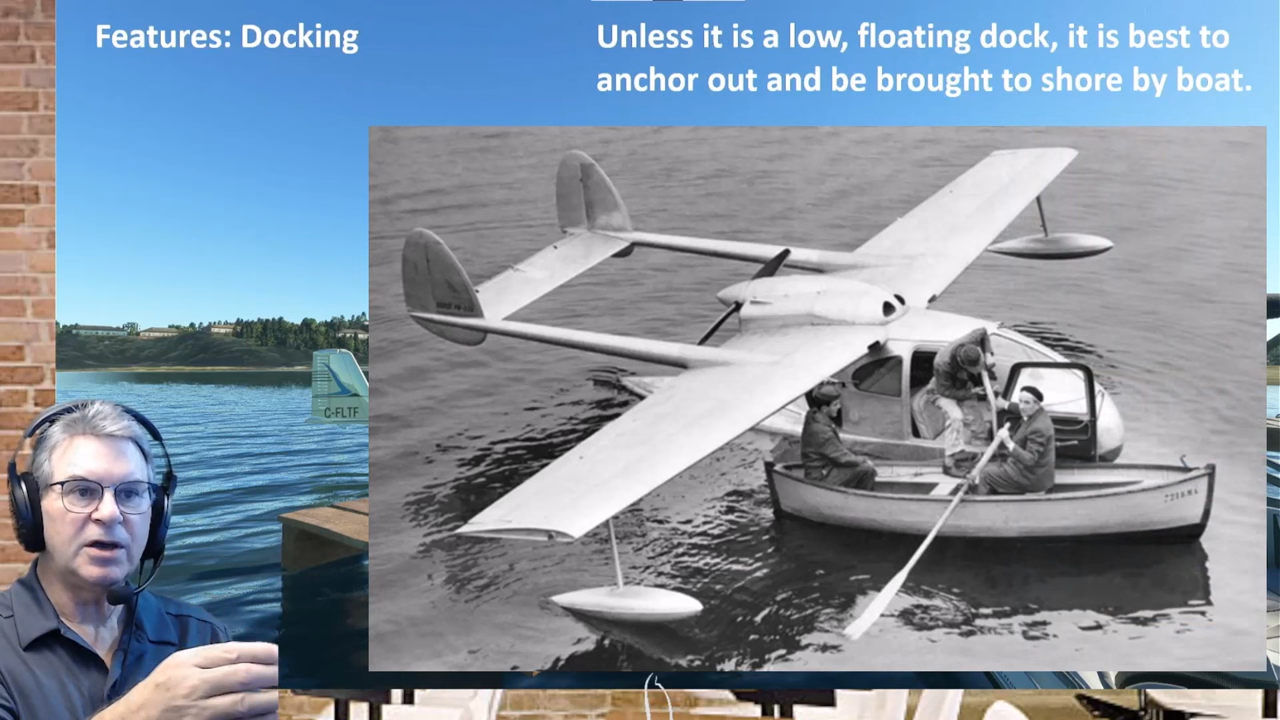 Features: Docking
Unless it is a low, floating dock, it is best to
anchor out and be brought to shore by boat.
C-FLTF